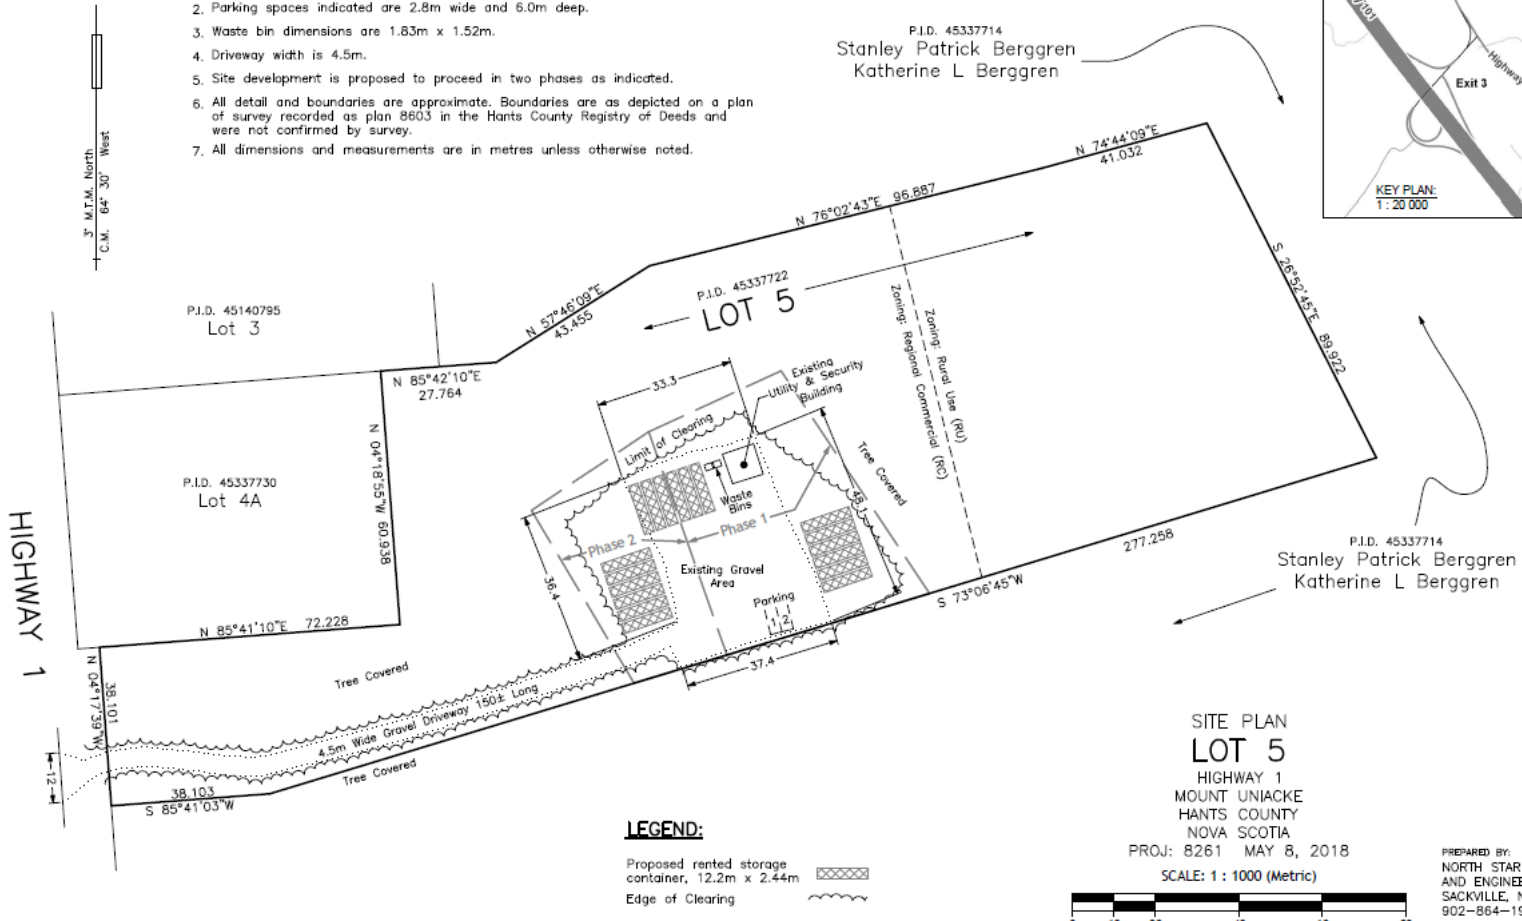 2. Parking spaces indicated are 2.8m wide and 6.0m deep.
3. Waste bin dimensions are 1.83m x 1.52m.
4. Driveway width is 4.5m.
5. Site development is proposed to proceed in two phases as indicated.
6. All detail and boundaries are approximate. Boundaries are as depicted on a plan
of survey recorded as plan 8603 in the Hants County Registry of Deeds and
were not confirmed by survey.
7. All dimensions and measurements are in metres unless otherwise noted.
3° M.T.M. North
C.M. 64° 30' West
P.I.D. 45337714
Stanley Patrick Berggren
Katherine L Berggren
101
Highway
Exit 3
KEY PLAN:
1 : 20 000
N 74°44'09"E
41.032
N 76°02'43"E 96.887
S 26°52'45"E 89.922
P.I.D. 45140795
Lot 3
N 57°46'09"E
43.455
P.I.D. 45337722
LOT 5
Zoning: Rural Use (RU)
Zoning: Regional Commercial (RC)
N 85°42'10"E
27.764
33.3
Existing
Utility & Security
Building
Limit of Clearing
Tree Covered
48.1
N 04°18'55"W 60.938
P.I.D. 45337730
Lot 4A
Waste
Bins
Phase 1
Phase 2
36.4
Existing Gravel
Area
Parking
1 2
37.4
HIGHWAY 1
277.258
S 73°06'45"W
P.I.D. 45337714
Stanley Patrick Berggren
Katherine L Berggren
N 85°41'10"E 72.228
N 04°17'39"W
38.101
Tree Covered
4.5m Wide Gravel Driveway 150± Long
Tree Covered
12
38.103
S 85°41'03"W
SITE PLAN
LOT 5
HIGHWAY 1
MOUNT UNIACKE
HANTS COUNTY
NOVA SCOTIA
PROJ: 8261 MAY 8, 2018
SCALE: 1 : 1000 (Metric)
LEGEND:
Proposed rented storage
container, 12.2m x 2.44m
Edge of Clearing
PREPARED BY:
NORTH STAR
AND ENGINEE
SACKVILLE, N
902-864-19